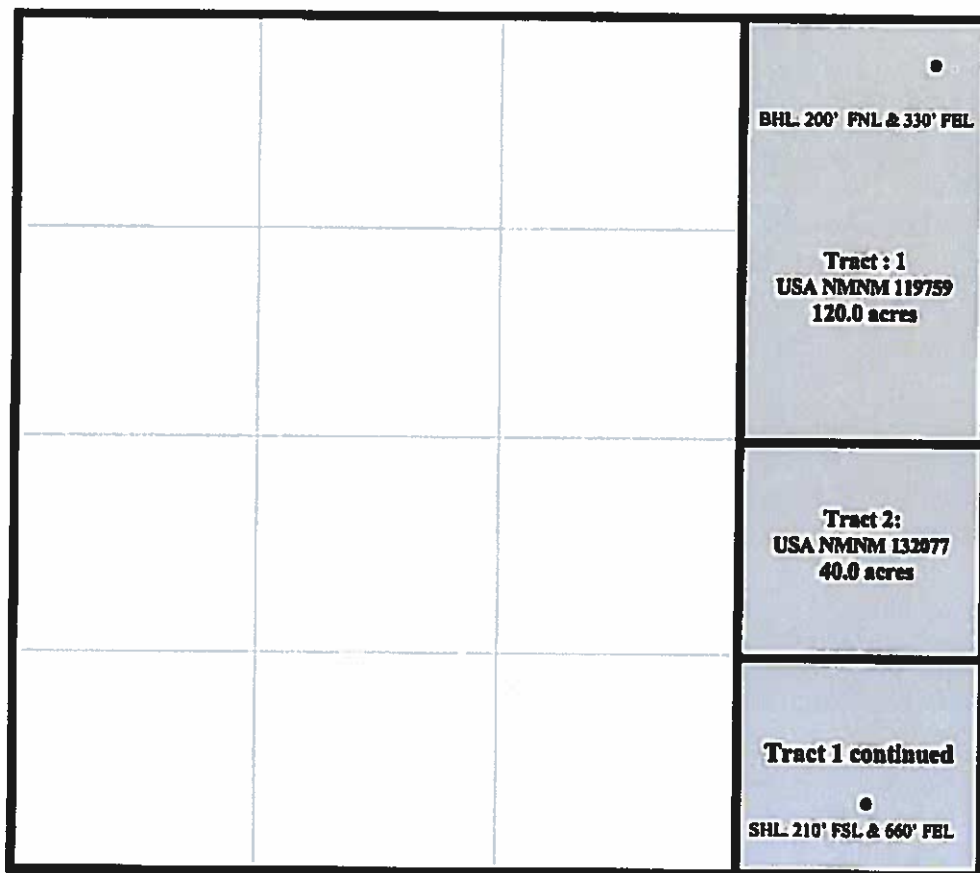 BHL. 200' FNL & 330' FEL
Tract : 1
USA NMNM 119759
120.0 acres
Tract 2:
USA NMNM 132077
40.0 acres
Tract 1 continued
SHL. 210' FSL & 660' FEL